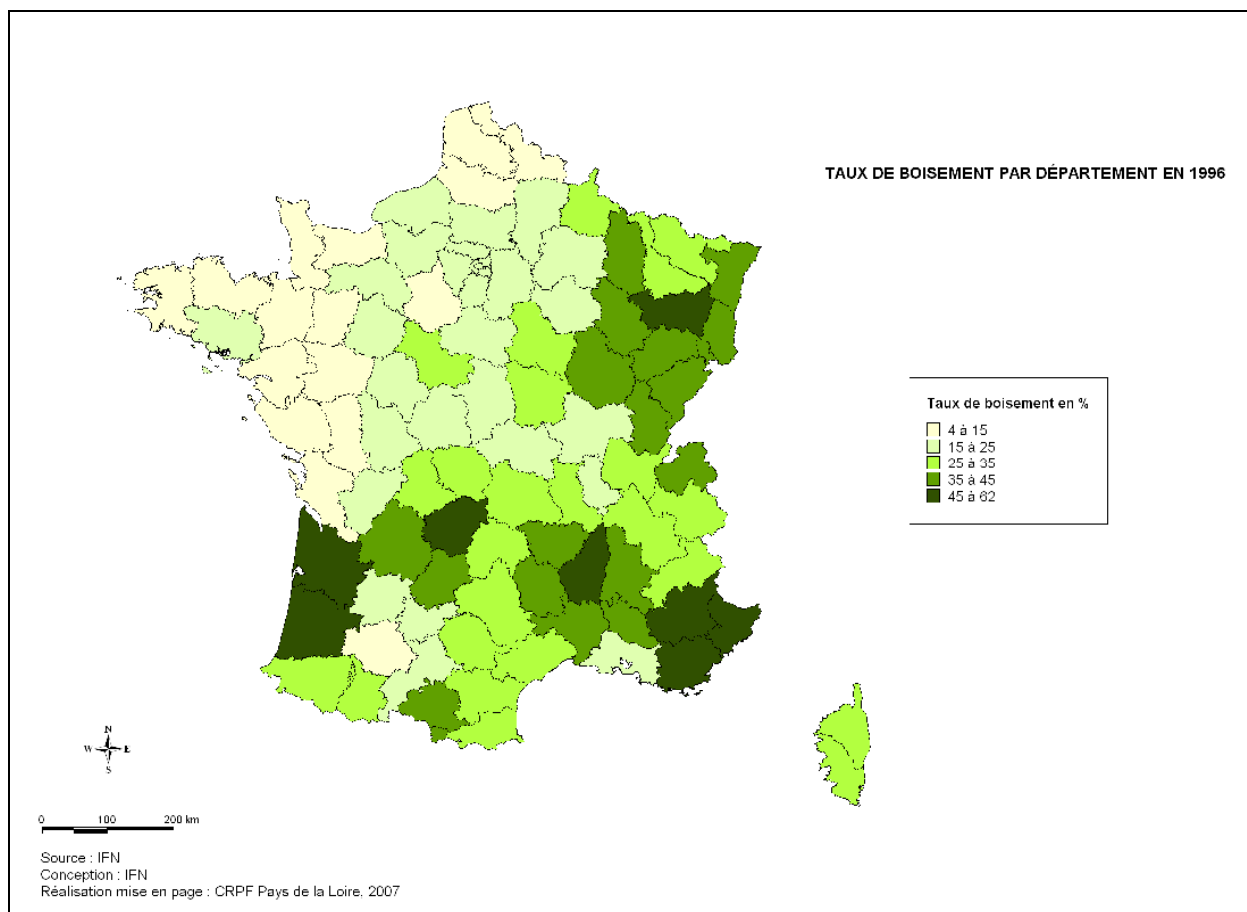 TAUX DE BOISEMENT PAR DÉPARTEMENT EN 1996
Taux de boisement en %
4 à 15
15 à 25
25 à 35
35 à 45
45 à 62
N
W E
S
0 100 200 km
Source : IFN
Conception : IFN
Réalisation mise en page : CRPF Pays de la Loire, 2007